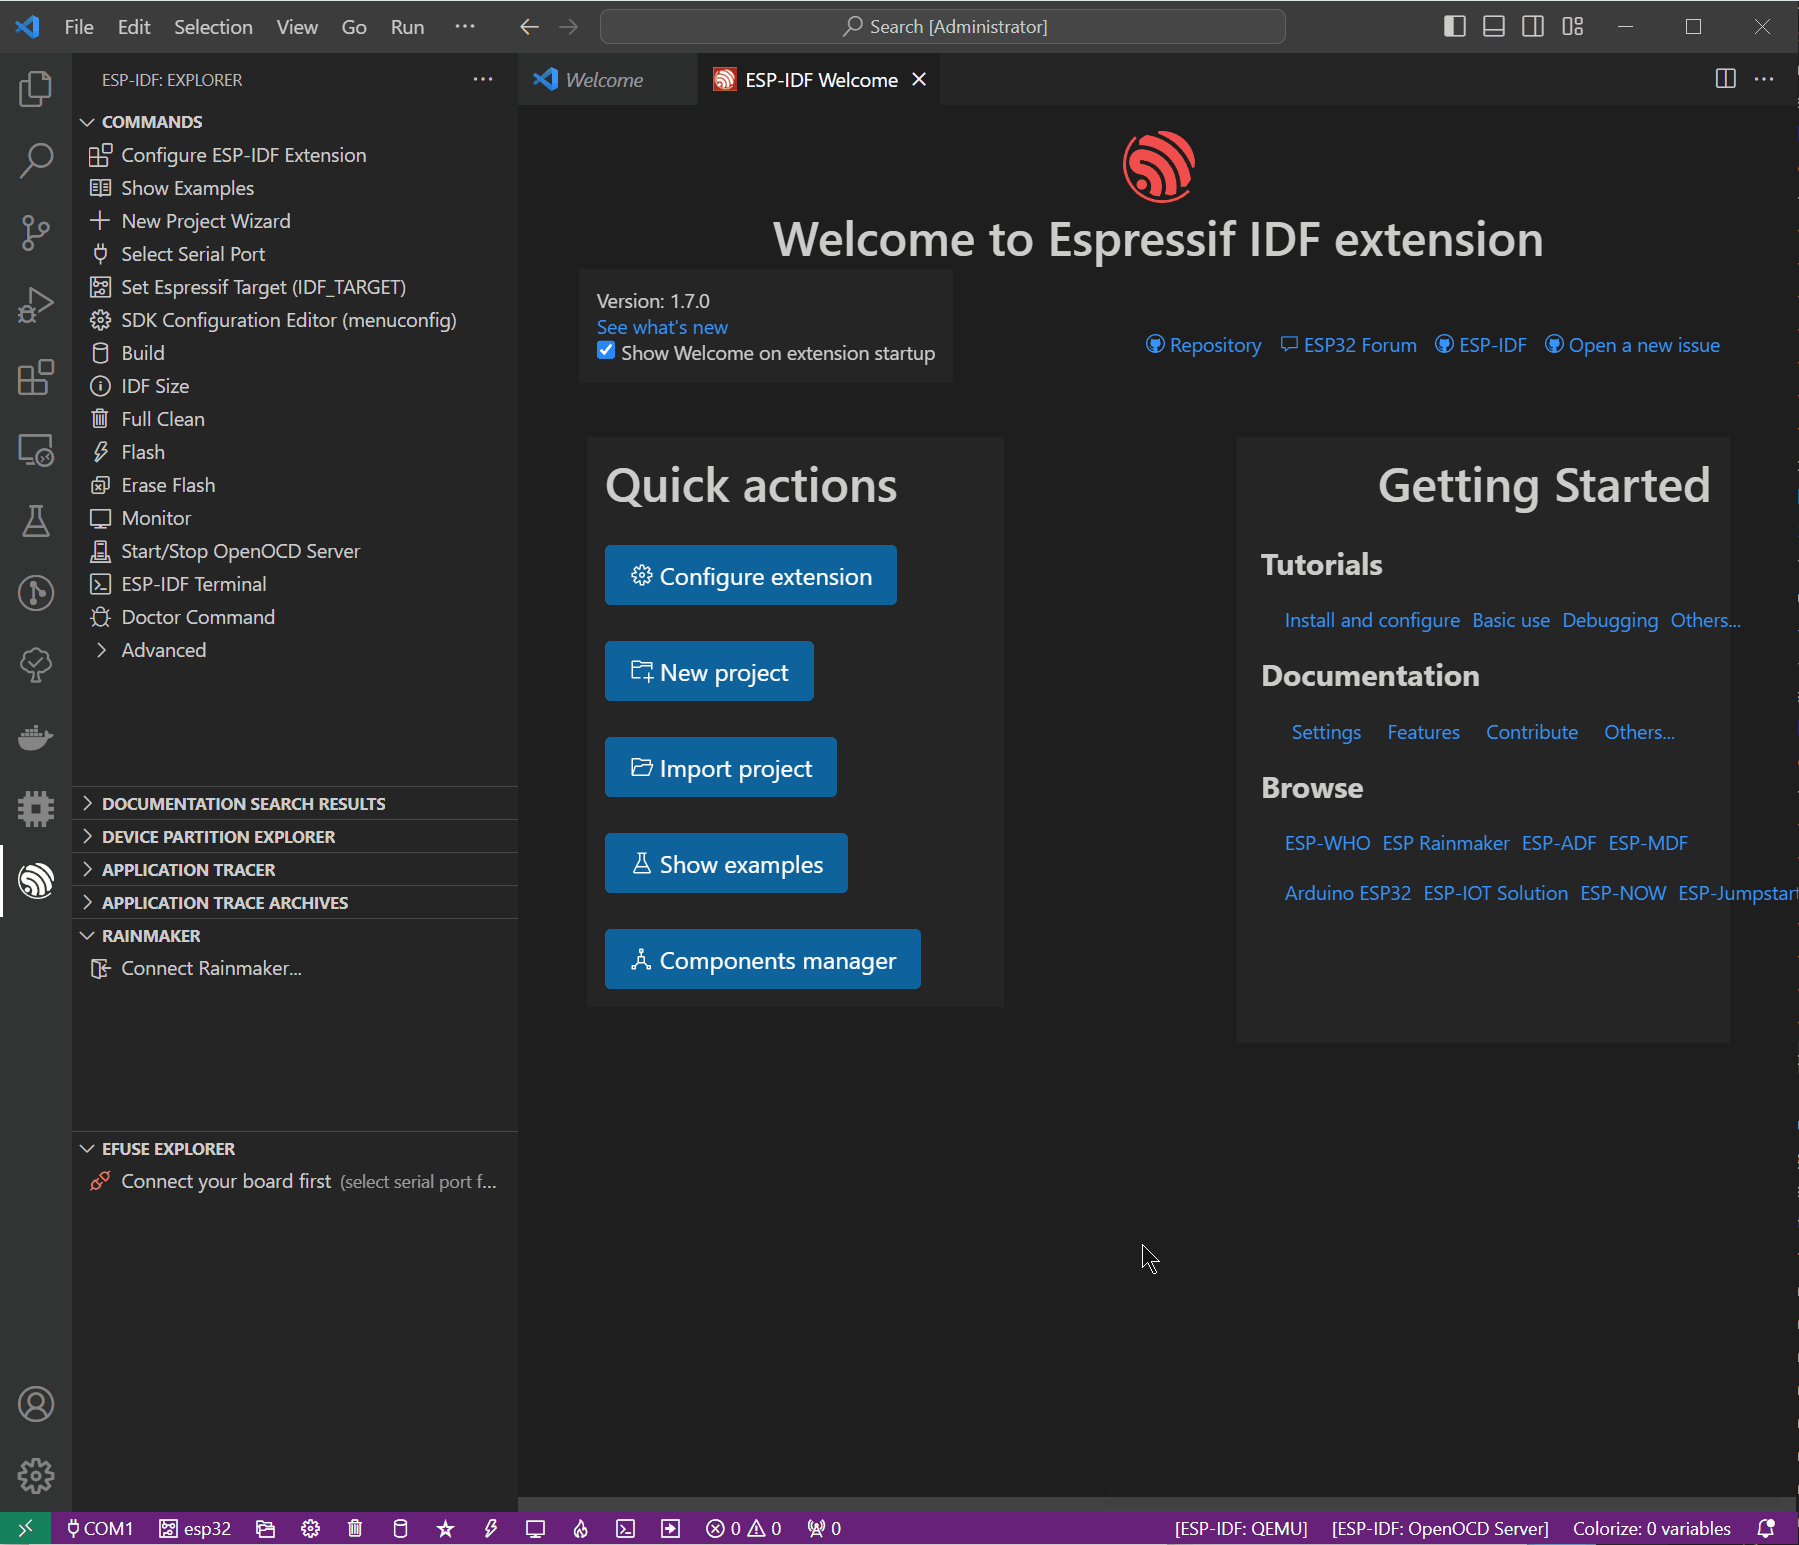 File Edit Selection View Go Run ···
Search [Administrator]
ESP-IDF: EXPLORER
COMMANDS
Configure ESP-IDF Extension
Show Examples
New Project Wizard
Select Serial Port
Set Espressif Target (IDF_TARGET)
SDK Configuration Editor (menuconfig)
Build
IDF Size
Full Clean
Flash
Erase Flash
Monitor
Start/Stop OpenOCD Server
ESP-IDF Terminal
Doctor Command
Advanced
DOCUMENTATION SEARCH RESULTS
DEVICE PARTITION EXPLORER
APPLICATION TRACER
APPLICATION TRACE ARCHIVES
RAINMAKER
Connect Rainmaker...
EFUSE EXPLORER
Connect your board first (select serial port f...
Welcome
ESP-IDF Welcome
Welcome to Espressif IDF extension
Version: 1.7.0
See what's new
Show Welcome on extension startup
Repository ESP32 Forum ESP-IDF Open a new issue
Quick actions
Configure extension
New project
Import project
Show examples
Components manager
Getting Started
Tutorials
Install and configure Basic use Debugging Others...
Documentation
Settings Features Contribute Others...
Browse
ESP-WHO ESP Rainmaker ESP-ADF ESP-MDF
Arduino ESP32 ESP-IOT Solution ESP-NOW ESP-Jumpstart
COM1 esp32 0 0 0 [ESP-IDF: QEMU] [ESP-IDF: OpenOCD Server] Colorize: 0 variables